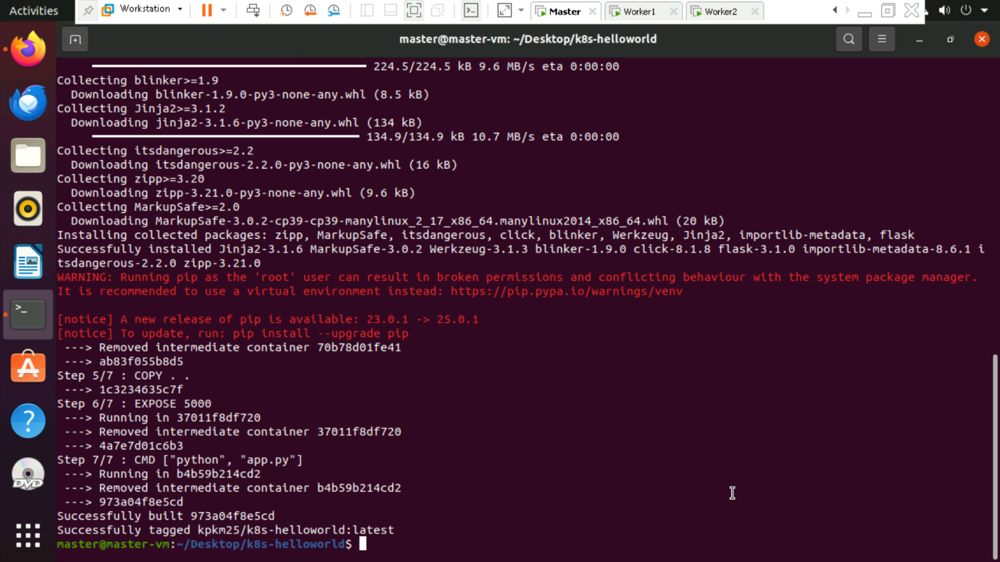 Activities
Workstation
Master
Worker1
Worker2
master@master-vm: ~/Desktop/k8s-helloworld
224.5/224.5 kB 9.6 MB/s eta 0:00:00
Collecting blinker>=1.9
Downloading blinker-1.9.0-py3-none-any.whl (8.5 kB)
Collecting Jinja2>=3.1.2
Downloading jinja2-3.1.6-py3-none-any.whl (134 kB)
134.9/134.9 kB 10.7 MB/s eta 0:00:00
Collecting itsdangerous>=2.2
Downloading itsdangerous-2.2.0-py3-none-any.whl (16 kB)
Collecting zipp>=3.20
Downloading zipp-3.21.0-py3-none-any.whl (9.6 kB)
Collecting MarkupSafe>=2.0
Downloading MarkupSafe-3.0.2-cp39-cp39-manylinux_2_17_x86_64.manylinux2014_x86_64.whl (20 kB)
Installing collected packages: zipp, MarkupSafe, itsdangerous, click, blinker, Werkzeug, Jinja2, importlib-metadata, flask
Successfully installed Jinja2-3.1.6 MarkupSafe-3.0.2 Werkzeug-3.1.3 blinker-1.9.0 click-8.1.8 flask-3.1.0 importlib-metadata-8.6.1 i
tsdangerous-2.2.0 zipp-3.21.0
WARNING: Running pip as the 'root' user can result in broken permissions and conflicting behaviour with the system package manager.
It is recommended to use a virtual environment instead: https://pip.pypa.io/warnings/venv
[notice] A new release of pip is available: 23.0.1 -> 25.0.1
[notice] To update, run: pip install --upgrade pip
---> Removed intermediate container 70b78d01fe41
---> ab83f055b8d5
Step 5/7 : COPY . .
---> 1c3234635c7f
Step 6/7 : EXPOSE 5000
---> Running in 37011f8df720
---> Removed intermediate container 37011f8df720
---> 4a7e7d01c6b3
Step 7/7 : CMD ["python", "app.py"]
---> Running in b4b59b214cd2
---> Removed intermediate container b4b59b214cd2
---> 973a04f8e5cd
Successfully built 973a04f8e5cd
Successfully tagged kpkm25/k8s-helloworld:latest
master@master-vm:~/Desktop/k8s-helloworld$
DVD